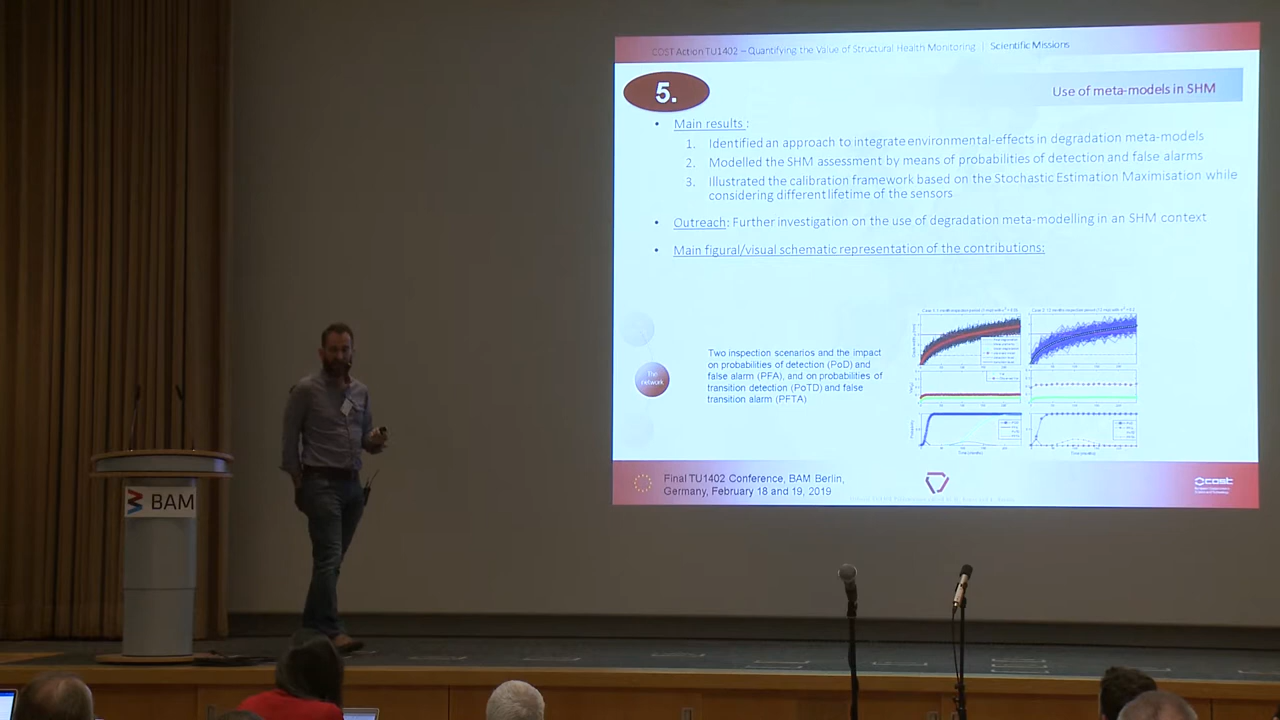 COST Action TU1402 – Quantifying the Value of Structural Health Monitoring | Scientific Missions
5.
Use of meta-models in SHM
• Main results :
1. Identified an approach to integrate environmental-effects in degradation meta-models
2. Modelled the SHM assessment by means of probabilities of detection and false alarms
3. Illustrated the calibration framework based on the Stochastic Estimation Maximisation while
considering different lifetime of the sensors
• Outreach: Further investigation on the use of degradation meta-modelling in an SHM context
• Main figural/visual schematic representation of the contributions:
The
network
Two inspection scenarios and the impact
on probabilities of detection (PoD) and
false alarm (PFA), and on probabilities of
transition detection (PoTD) and false
transition alarm (PFTA)
Time (months)
Time (months)
Final TU1402 Conference, BAM Berlin,
Germany, February 18 and 19, 2019
cost
BAM